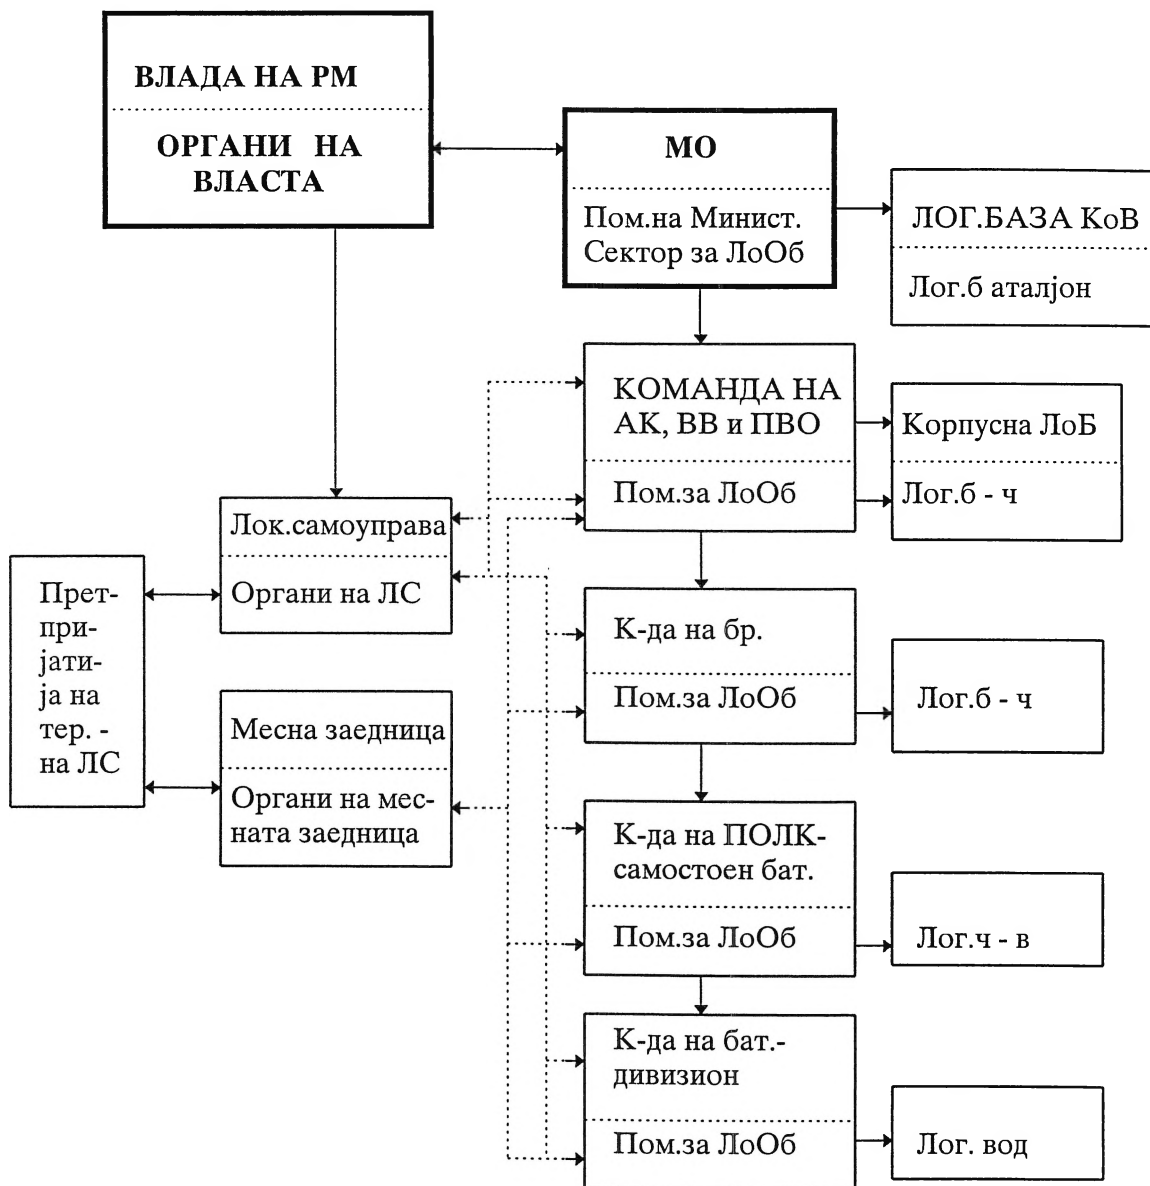 ВЛАДА НА РМ
ОРГАНИ НА
ВЛАСТА
МО
Пом.на Минист.
Сектор за ЛоОб
ЛОГ.БАЗА КоВ
Лог.б аталјон
КОМАНДА НА
АК, ВВ и ПВО
Пом.за ЛоОб
Корпусна ЛоБ
Лог.б - ч
Лок.самоуправа
Органи на ЛС
Прет-
при-
јати-
ја на
тер. -
на ЛС
Месна заедница
Органи на мес-
ната заедница
К-да на бр.
Пом.за ЛоОб
Лог.б - ч
К-да на ПОЛК-
самостоен бат.
Пом.за ЛоОб
Лог.ч - в
К-да на бат.-
дивизион
Пом.за ЛоОб
Лог. вод